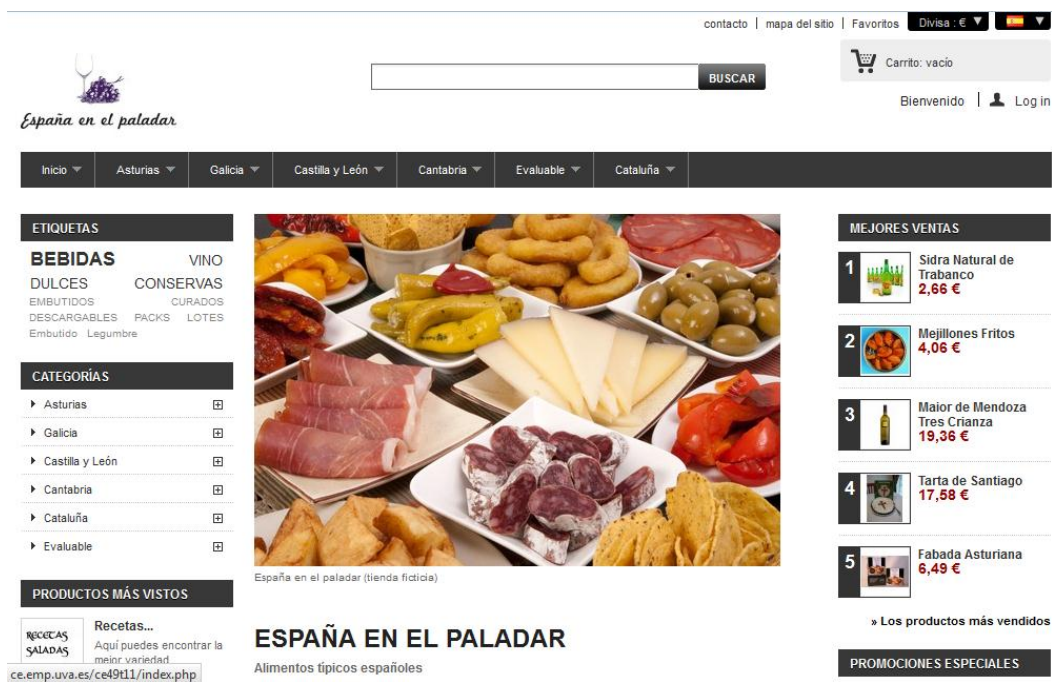 contacto | mapa del sitio | Favoritos Divisa : €
Carrito: vacío
BUSCAR
Bienvenido | Log in
España en el paladar
Inicio Asturias Galicia Castilla y León Cantabria Evaluable Cataluña
ETIQUETAS
BEBIDAS VINO
DULCES CONSERVAS
EMBUTIDOS CURADOS
DESCARGABLES PACKS LOTES
Embutido Legumbre
CATEGORÍAS
Asturias
Galicia
Castilla y León
Cantabria
Cataluña
Evaluable
PRODUCTOS MÁS VISTOS
RECETAS
SALADAS
Recetas...
Aquí puedes encontrar la
mejor variedad
ce.emp.uva.es/ce49t11/index.php
España en el paladar (tienda ficticia)
ESPAÑA EN EL PALADAR
Alimentos típicos españoles
MEJORES VENTAS
1 Sidra Natural de
Trabanco
2,66 €
2 Mejillones Fritos
4,06 €
3 Maior de Mendoza
Tres Crianza
19,36 €
4 Tarta de Santiago
17,58 €
5 Fabada Asturiana
6,49 €
» Los productos más vendidos
PROMOCIONES ESPECIALES